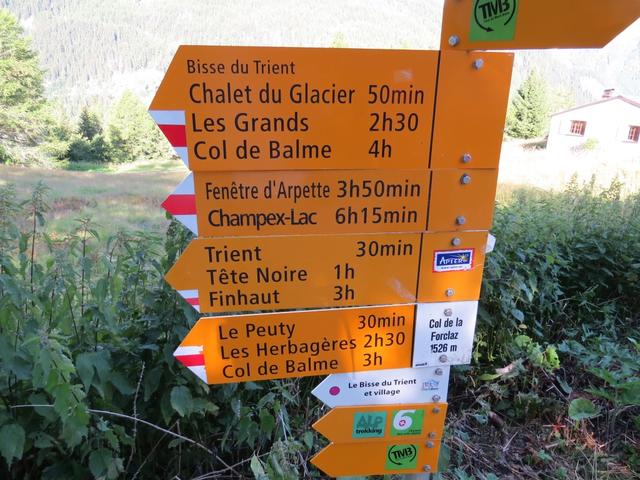 TMB
Bisse du Trient
Chalet du Glacier 50min
Les Grands 2h30
Col de Balme 4h
Fenêtre d'Arpette 3h50min
Champex-Lac 6h15min
Trient 30min
Tête Noire 1h
Finhaut 3h
Le Peuty 30min
Les Herbagères 2h30
Col de Balme 3h
Col de la
Forclaz
1526 m
Le Bisse du Trient
et village
ALP
trekking
6
TMB